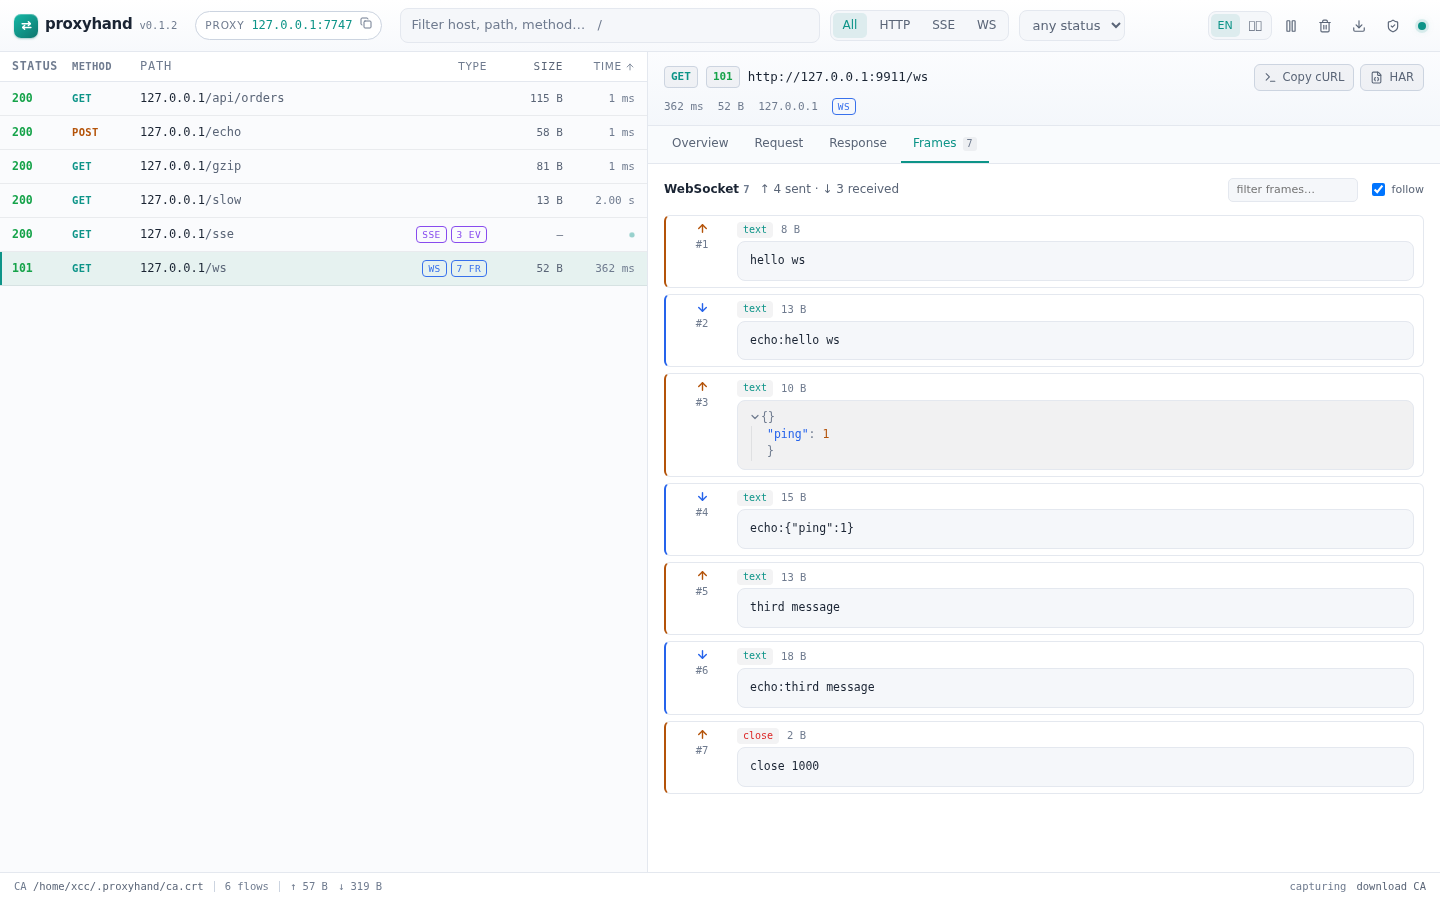 proxyhand v0.1.2 PROXY 127.0.0.1:7747 Filter host, path, method… / All HTTP SSE WS any status EN
STATUS METHOD PATH TYPE SIZE TIME ↑
200 GET 127.0.0.1/api/orders 115 B 1 ms
200 POST 127.0.0.1/echo 58 B 1 ms
200 GET 127.0.0.1/gzip 81 B 1 ms
200 GET 127.0.0.1/slow 13 B 2.00 s
200 GET 127.0.0.1/sse SSE 3 EV —
101 GET 127.0.0.1/ws WS 7 FR 52 B 362 ms
GET 101 http://127.0.0.1:9911/ws Copy cURL HAR
362 ms 52 B 127.0.0.1 WS
Overview Request Response Frames 7
WebSocket 7 ↑ 4 sent · ↓ 3 received filter frames… follow
↑ text 8 B
#1
hello ws
↓ text 13 B
#2
echo:hello ws
↑ text 10 B
#3
{}
"ping": 1
}
↓ text 15 B
#4
echo:{"ping":1}
↑ text 13 B
#5
third message
↓ text 18 B
#6
echo:third message
↑ close 2 B
#7
close 1000
CA /home/xcc/.proxyhand/ca.crt 6 flows ↑ 57 B ↓ 319 B capturing download CA